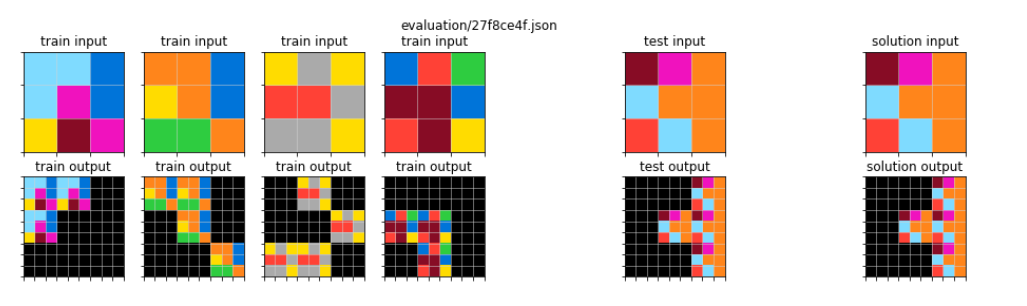 evaluation/27f8ce4f.json
train input train input train input train input test input solution input
train output train output train output train output test output solution output